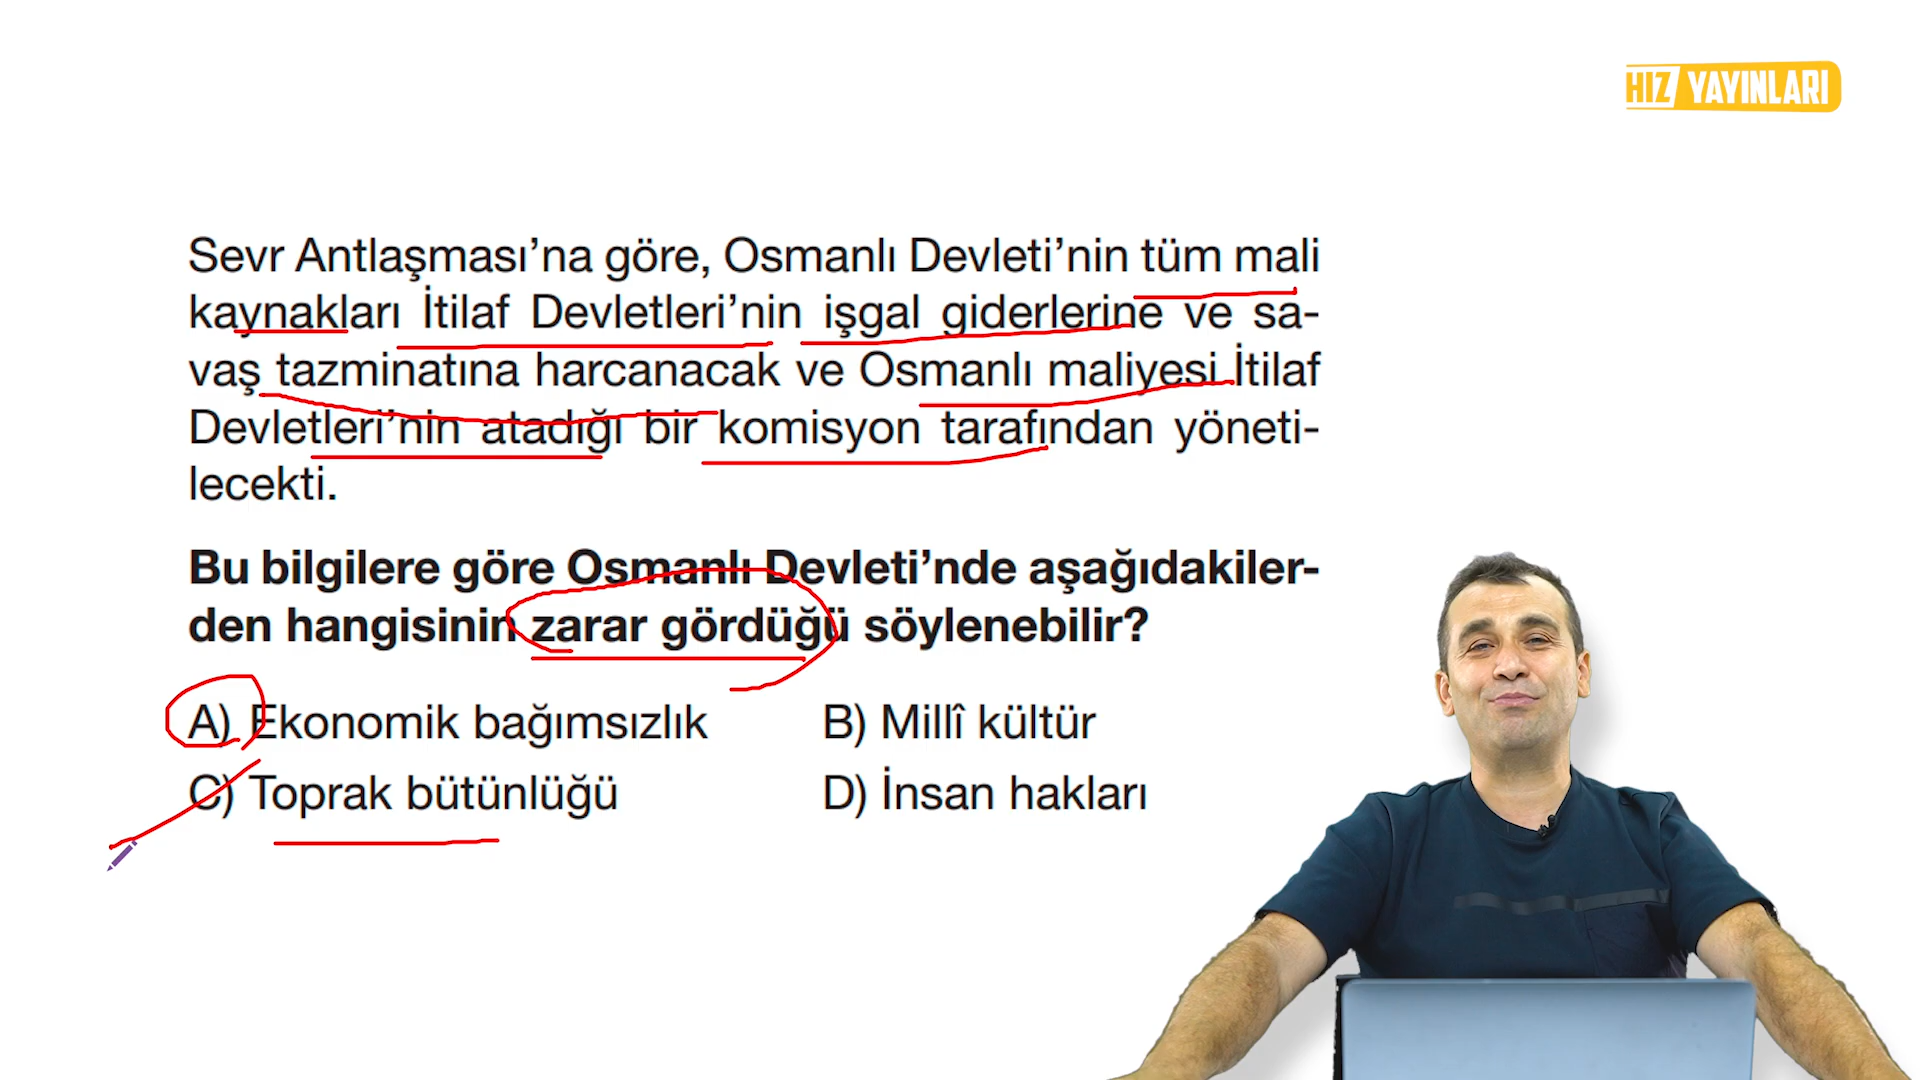 HIZ YAYINLARI
Sevr Antlaşması’na göre, Osmanlı Devleti’nin tüm mali
kaynakları İtilaf Devletleri’nin işgal giderlerine ve sa-
vaş tazminatına harcanacak ve Osmanlı maliyesi İtilaf
Devletleri’nin atadığı bir komisyon tarafından yöneti-
lecekti.
Bu bilgilere göre Osmanlı Devleti’nde aşağıdakiler-
den hangisinin zarar gördüğü söylenebilir?
A) Ekonomik bağımsızlık B) Millî kültür
C) Toprak bütünlüğü D) İnsan hakları